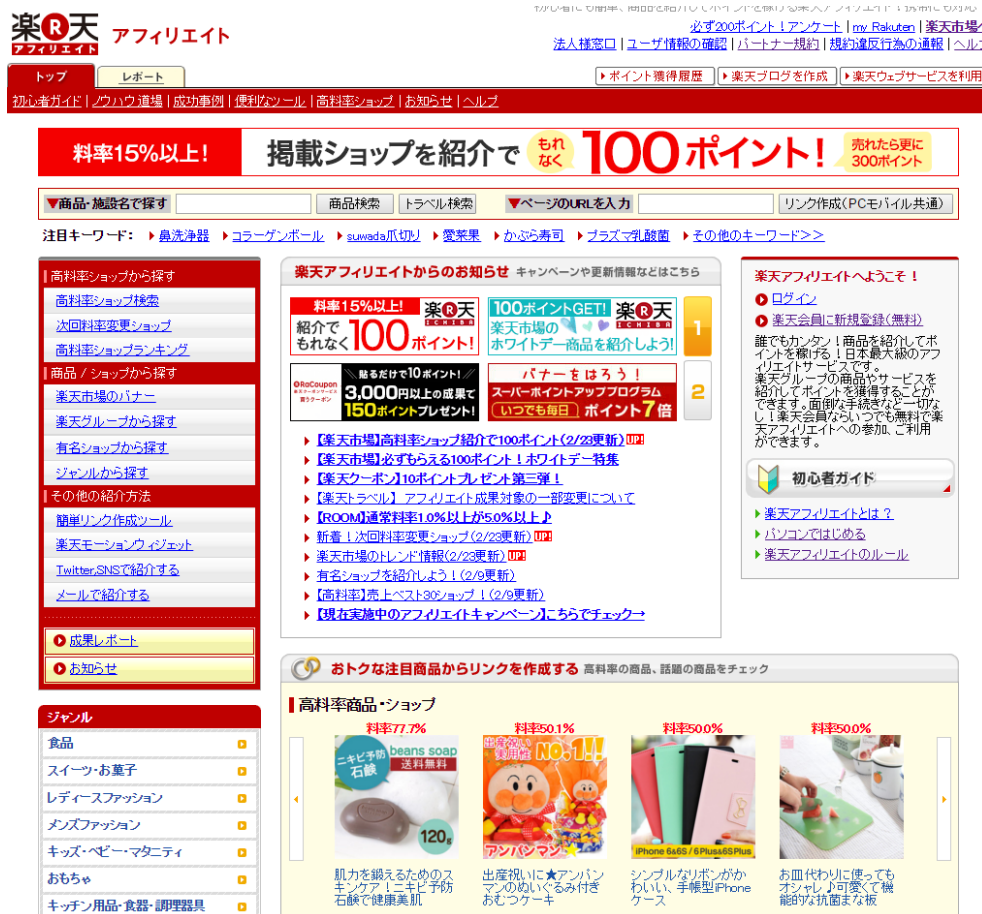 初心者にも簡単、商品を紹介してポイントを稼げる楽天アフィリエイト！携帯にも対応
楽天
アフィリエイト
アフィリエイト
必ず200ポイント！アンケート | my Rakuten | 楽天市場へ
法人様窓口 | ユーザ情報の確認 | パートナー規約 | 規約違反行為の通報 | ヘルプ
トップ
レポート
ポイント獲得履歴
楽天ブログを作成
楽天ウェブサービスを利用
初心者ガイド | ノウハウ道場 | 成功事例 | 便利なツール | 高料率ショップ | お知らせ | ヘルプ
料率15%以上! 掲載ショップを紹介で もれなく 100ポイント! 売れたら更に300ポイント
▼商品・施設名で探す 商品検索 トラベル検索 ▼ページのURLを入力 リンク作成(PCモバイル共通)
注目キーワード: 鼻洗浄器 コラーゲンボール suwada爪切り 愛菜果 かぶら寿司 プラズマ乳酸菌 その他のキーワード>>
高料率ショップから探す
高料率ショップ検索
次回料率変更ショップ
高料率ショップランキング
商品 / ショップから探す
楽天市場のバナー
楽天グループから探す
有名ショップから探す
ジャンルから探す
その他の紹介方法
簡単リンク作成ツール
楽天モーションウィジェット
Twitter,SNSで紹介する
メールで紹介する
成果レポート
お知らせ
ジャンル
食品
スイーツ・お菓子
レディースファッション
メンズファッション
キッズ・ベビー・マタニティ
おもちゃ
キッチン用品・食器・調理器具
楽天アフィリエイトからのお知らせ キャンペーンや更新情報などはこちら
料率15%以上! 楽天 ICHIBA
紹介で
もれなく 100ポイント!
100ポイントGET! 楽天 ICHIBA
楽天市場の
ホワイトデー商品を紹介しよう!
1
RaCoupon
貼るだけで10ポイント!
3,000円以上の成果で
150ポイントプレゼント!
バナーをはろう!
スーパーポイントアッププログラム
いつでも毎日 ポイント7倍
2
【楽天市場】高料率ショップ紹介で100ポイント(2/23更新) UP!
【楽天市場】必ずもらえる100ポイント！ホワイトデー特集
【楽天クーポン】10ポイントプレゼント第三弾！
【楽天トラベル】 アフィリエイト成果対象の一部変更について
【ROOM】通常料率1.0%以上が5.0%以上♪
新着！次回料率変更ショップ(2/23更新) UP!
楽天市場のトレンド情報(2/23更新) UP!
有名ショップを紹介しよう！(2/9更新)
【高料率】売上ベスト30ショップ！(2/9更新)
【現在実施中のアフィリエイトキャンペーン】こちらでチェック→
楽天アフィリエイトへようこそ！
ログイン
楽天会員に新規登録(無料)
誰でもカンタン！商品を紹介してポ
イントを稼げる！日本最大級のアフ
ィリエイトサービスです。
楽天グループの商品やサービスを
紹介してポイントを獲得することが
できます。面倒な手続きなど一切な
し！楽天会員ならいつでも無料で楽
天アフィリエイトへの参加、ご利用
ができます。
初心者ガイド
楽天アフィリエイトとは？
パソコンではじめる
楽天アフィリエイトのルール
おトクな注目商品からリンクを作成する 高料率の商品、話題の商品をチェック
高料率商品・ショップ
料率77.7%
ニキビ予防
石鹸
beans soap
送料無料
120g
肌力を鍛えるためのス
キンケア！ニキビ予防
石鹸で健康美肌
料率50.1%
出産祝い
実用性
NO.1!!
アンパンマン
出産祝いに★アンパン
マンのぬいぐるみ付き
おむつケーキ
料率50.0%
iPhone 6&6S / 6Plus&6SPlus
シンプルなリボンがか
わいい、手帳型iPhone
ケース
料率50.0%
お皿代わりに使っても
オシャレ♪可愛くて機
能的な抗菌まな板